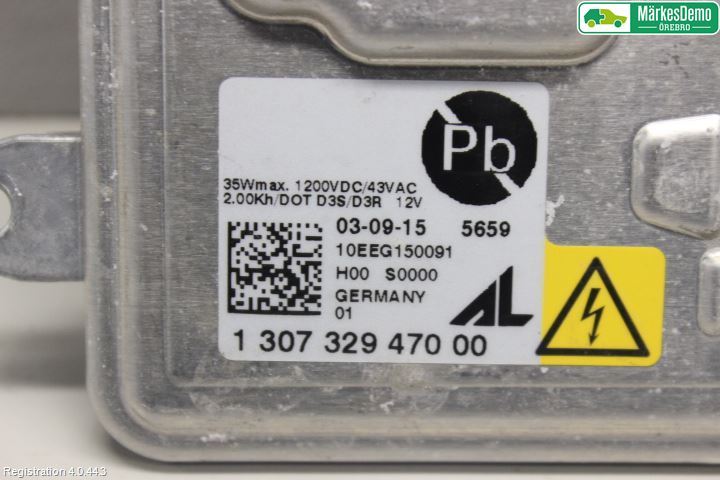 MärkesDemo
ÖREBRO
Pb
35Wmax. 1200VDC/43VAC
2.00Kh/DOT D3S/D3R 12V
03-09-15 5659
10EEG150091
H00 S0000
GERMANY
01
AL
1 307 329 470 00
Registration 4.0.443